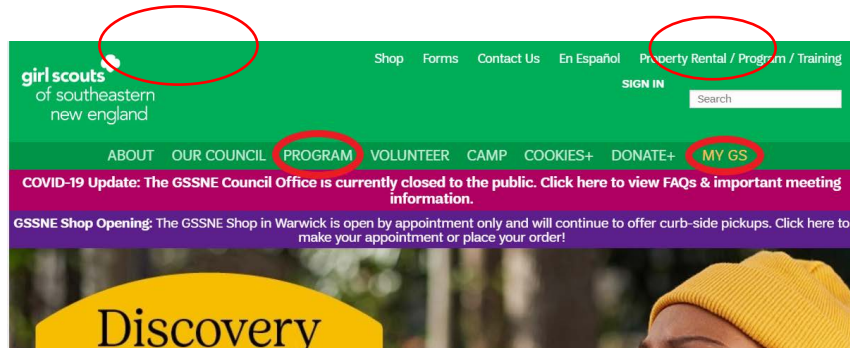 Shop Forms Contact Us En Español Property Rental / Program / Training
girl scouts
of southeastern
new england
SIGN IN
Search
ABOUT OUR COUNCIL PROGRAM VOLUNTEER CAMP COOKIES+ DONATE+ MY GS
COVID-19 Update: The GSSNE Council Office is currently closed to the public. Click here to view FAQs & important meeting
information.
GSSNE Shop Opening: The GSSNE Shop in Warwick is open by appointment only and will continue to offer curb-side pickups. Click here to
make your appointment or place your order!
Discovery